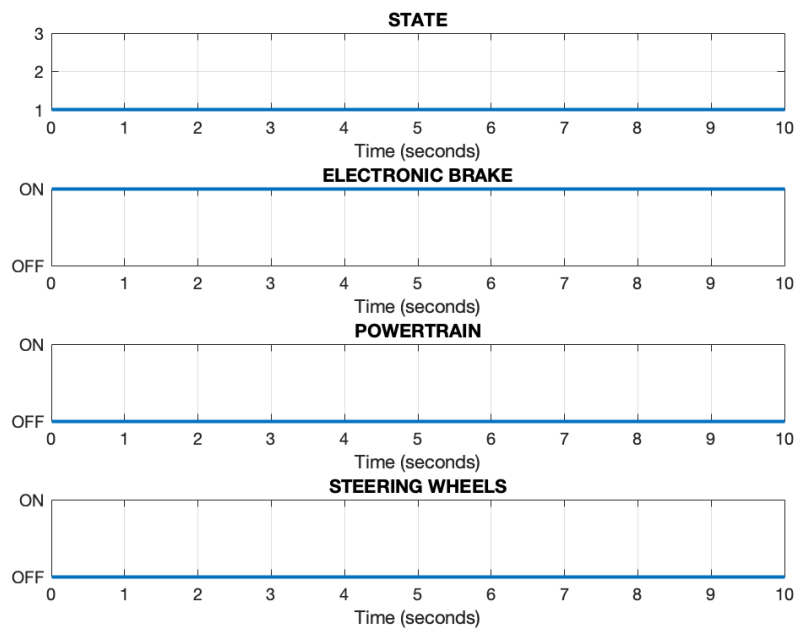 STATE
3
2
1
0 1 2 3 4 5 6 7 8 9 10
Time (seconds)
ELECTRONIC BRAKE
ON
OFF
0 1 2 3 4 5 6 7 8 9 10
Time (seconds)
POWERTRAIN
ON
OFF
0 1 2 3 4 5 6 7 8 9 10
Time (seconds)
STEERING WHEELS
ON
OFF
0 1 2 3 4 5 6 7 8 9 10
Time (seconds)